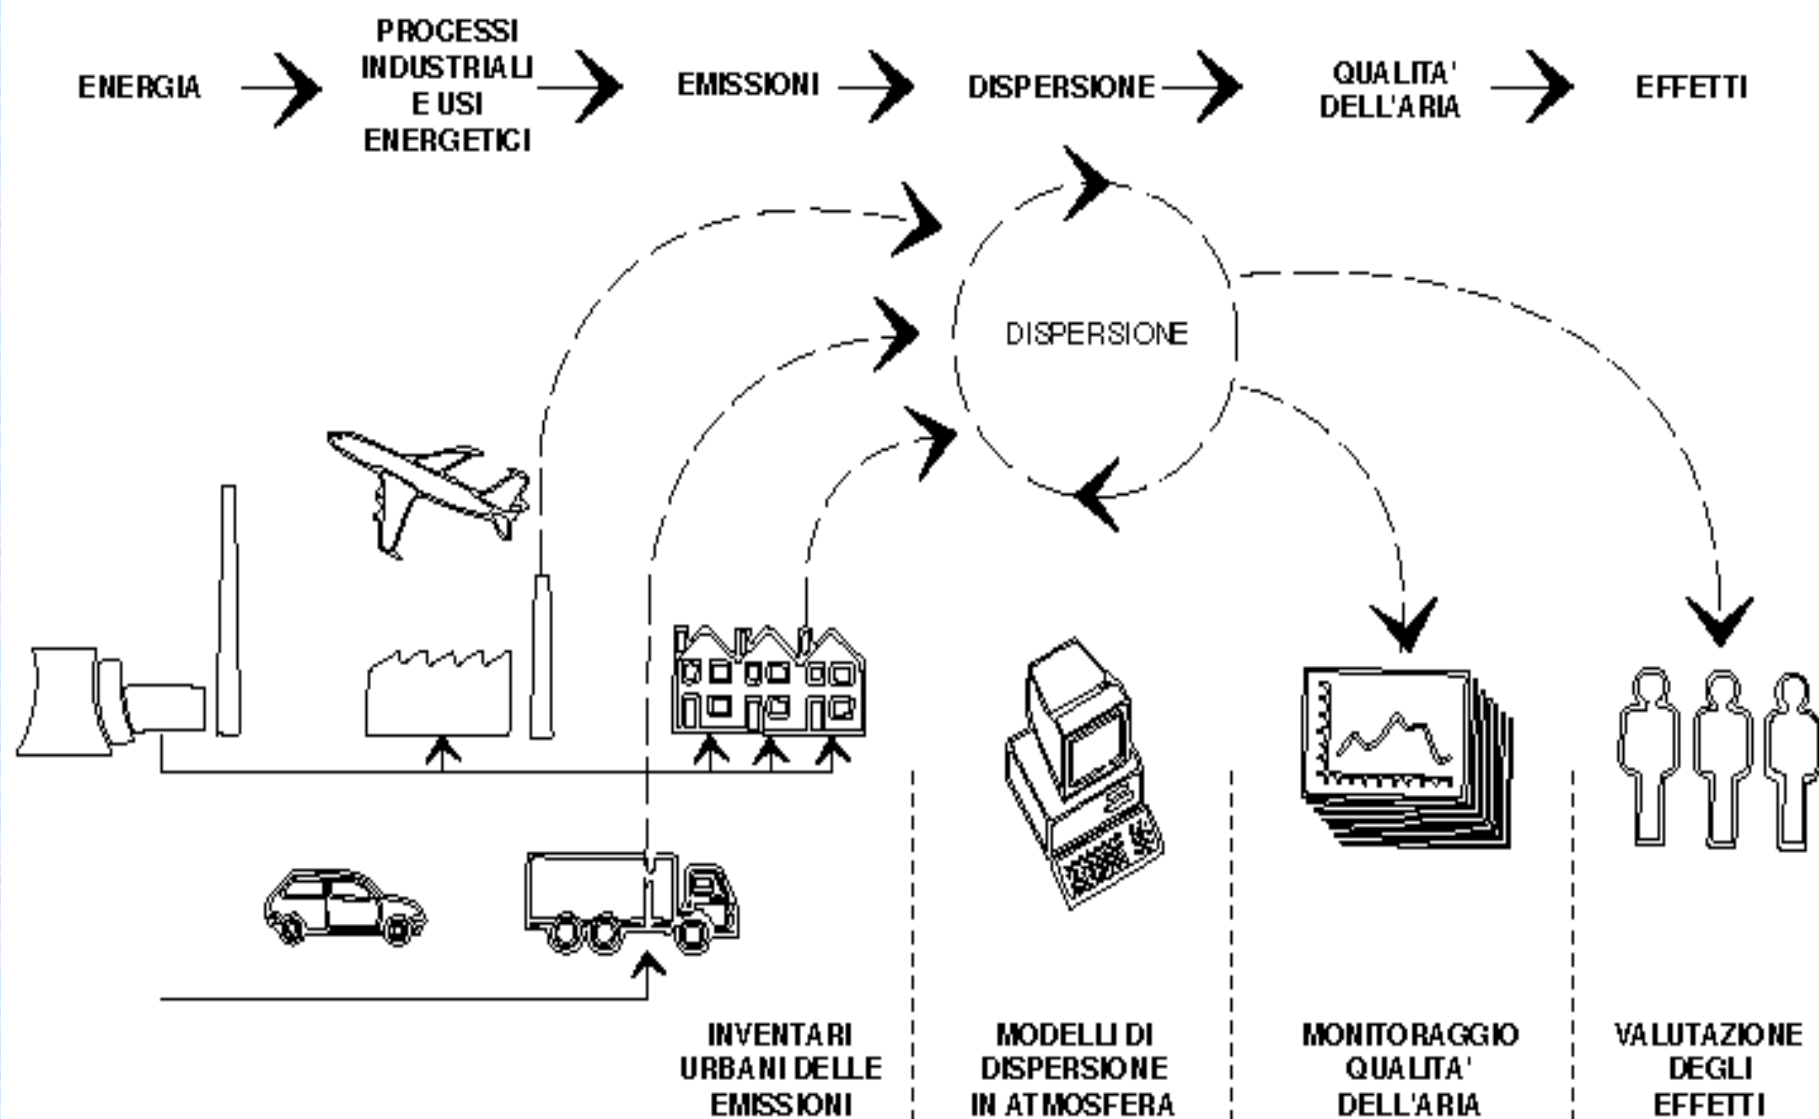 ENERGIA
PROCESSI
INDUSTRIALI
E USI
ENERGETICI
EMISSIONI
DISPERSIONE
QUALITA'
DELL'ARIA
EFFETTI
DISPERSIONE
INVENTARI
URBANI DELLE
EMISSIONI
MODELLI DI
DISPERSIONE
IN ATMOSFERA
MONITORAGGIO
QUALITA'
DELL'ARIA
VALUTAZIONE
DEGLI
EFFETTI